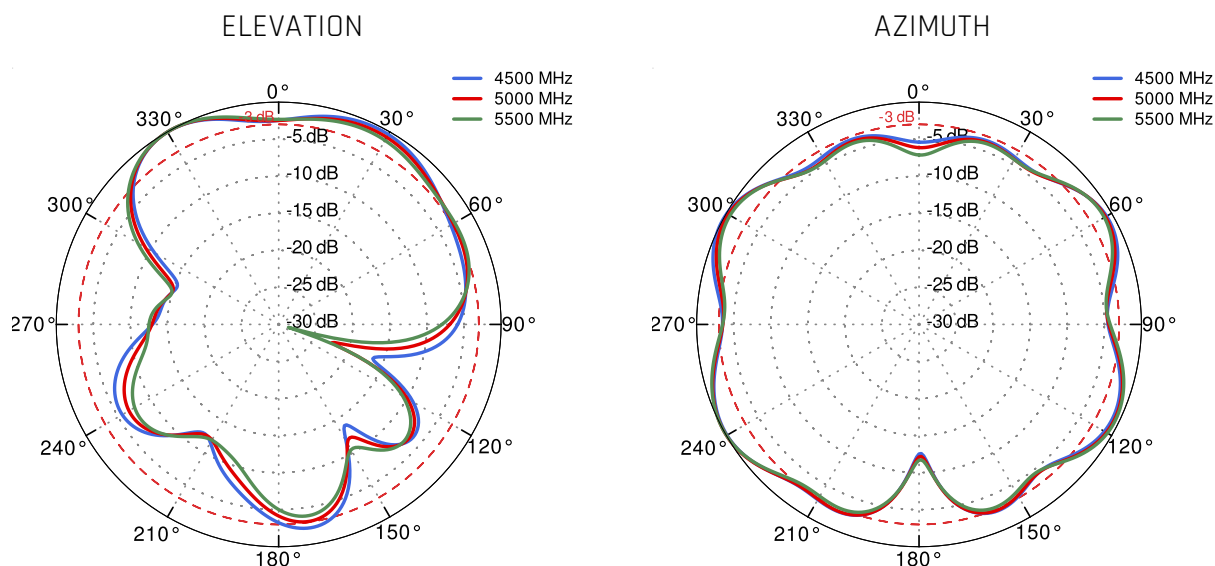 ELEVATION
4500 MHz
5000 MHz
5500 MHz
0°
30°
60°
90°
120°
150°
180°
210°
240°
270°
300°
330°
-3 dB
-5 dB
-10 dB
-15 dB
-20 dB
-25 dB
-30 dB
AZIMUTH
4500 MHz
5000 MHz
5500 MHz
0°
30°
60°
90°
120°
150°
180°
210°
240°
270°
300°
330°
-3 dB
-5 dB
-10 dB
-15 dB
-20 dB
-25 dB
-30 dB